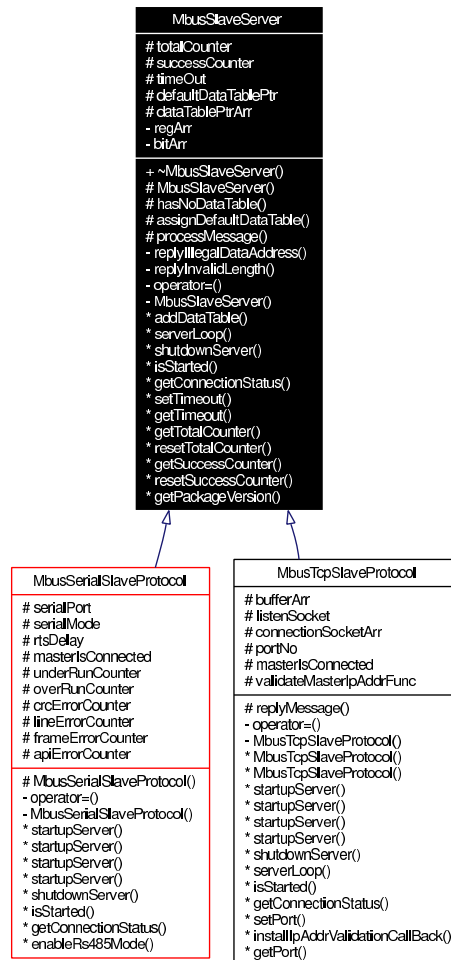 MbusSlaveServer
# totalCounter
# successCounter
# timeOut
# defaultDataTablePtr
# dataTablePtrArr
- regArr
- bitArr
+ ~MbusSlaveServer()
# MbusSlaveServer()
# hasNoDataTable()
# assignDefaultDataTable()
# processMessage()
- replyIllegalDataAddress()
- replyInvalidLength()
- operator=()
- MbusSlaveServer()
* addDataTable()
* serverLoop()
* shutdownServer()
* isStarted()
* getConnectionStatus()
* setTimeout()
* getTimeout()
* getTotalCounter()
* resetTotalCounter()
* getSuccessCounter()
* resetSuccessCounter()
* getPackageVersion()
MbusSerialSlaveProtocol
# serialPort
# serialMode
# rtsDelay
# masterIsConnected
# underRunCounter
# overRunCounter
# crcErrorCounter
# lineErrorCounter
# frameErrorCounter
# apiErrorCounter
# MbusSerialSlaveProtocol()
- operator=()
- MbusSerialSlaveProtocol()
* startupServer()
* startupServer()
* startupServer()
* startupServer()
* shutdownServer()
* isStarted()
* getConnectionStatus()
* enableRs485Mode()
MbusTcpSlaveProtocol
# bufferArr
# listenSocket
# connectionSocketArr
# portNo
# masterIsConnected
# validateMasterIpAddrFunc
# replyMessage()
- operator=()
- MbusTcpSlaveProtocol()
* MbusTcpSlaveProtocol()
* MbusTcpSlaveProtocol()
* startupServer()
* startupServer()
* startupServer()
* startupServer()
* shutdownServer()
* serverLoop()
* isStarted()
* getConnectionStatus()
* setPort()
* installIpAddrValidationCallBack()
* getPort()